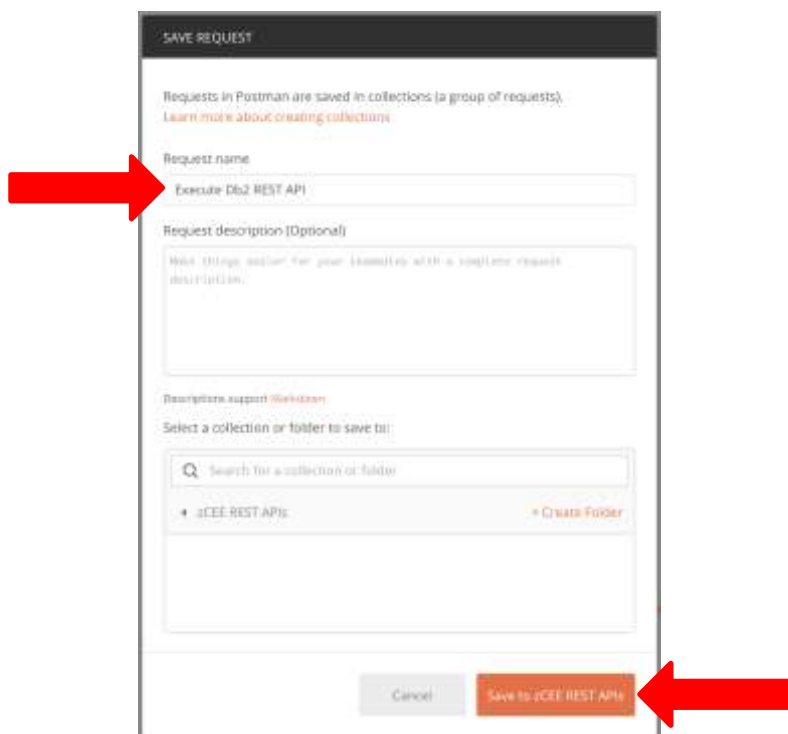 SAVE REQUEST
Requests in Postman are saved in collections (a group of requests).
Learn more about creating collections
Request name
Execute Db2 REST API
Request description (Optional)
Make things easier for your teammates with a complete request
description.
Descriptions support Markdown
Select a collection or folder to save to:
Search for a collection or folder
zCEE REST APIs
+ Create Folder
Cancel
Save to zCEE REST APIs